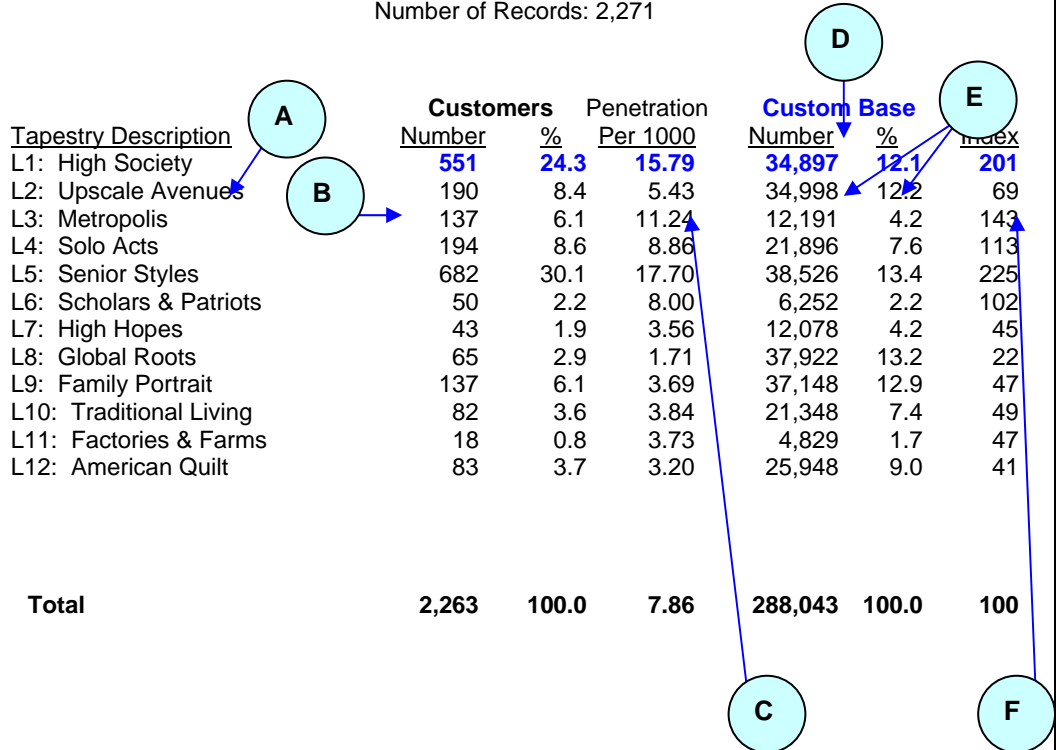 Number of Records: 2,271
D
A
E
Customers Penetration Custom Base
Tapestry Description Number % Per 1000 Number % Index
L1: High Society 551 24.3 15.79 34,897 12.1 201
L2: Upscale Avenues 190 8.4 5.43 34,998 12.2 69
B
L3: Metropolis 137 6.1 11.24 12,191 4.2 143
L4: Solo Acts 194 8.6 8.86 21,896 7.6 113
L5: Senior Styles 682 30.1 17.70 38,526 13.4 225
L6: Scholars & Patriots 50 2.2 8.00 6,252 2.2 102
L7: High Hopes 43 1.9 3.56 12,078 4.2 45
L8: Global Roots 65 2.9 1.71 37,922 13.2 22
L9: Family Portrait 137 6.1 3.69 37,148 12.9 47
L10: Traditional Living 82 3.6 3.84 21,348 7.4 49
L11: Factories & Farms 18 0.8 3.73 4,829 1.7 47
L12: American Quilt 83 3.7 3.20 25,948 9.0 41
Total 2,263 100.0 7.86 288,043 100.0 100
C
F